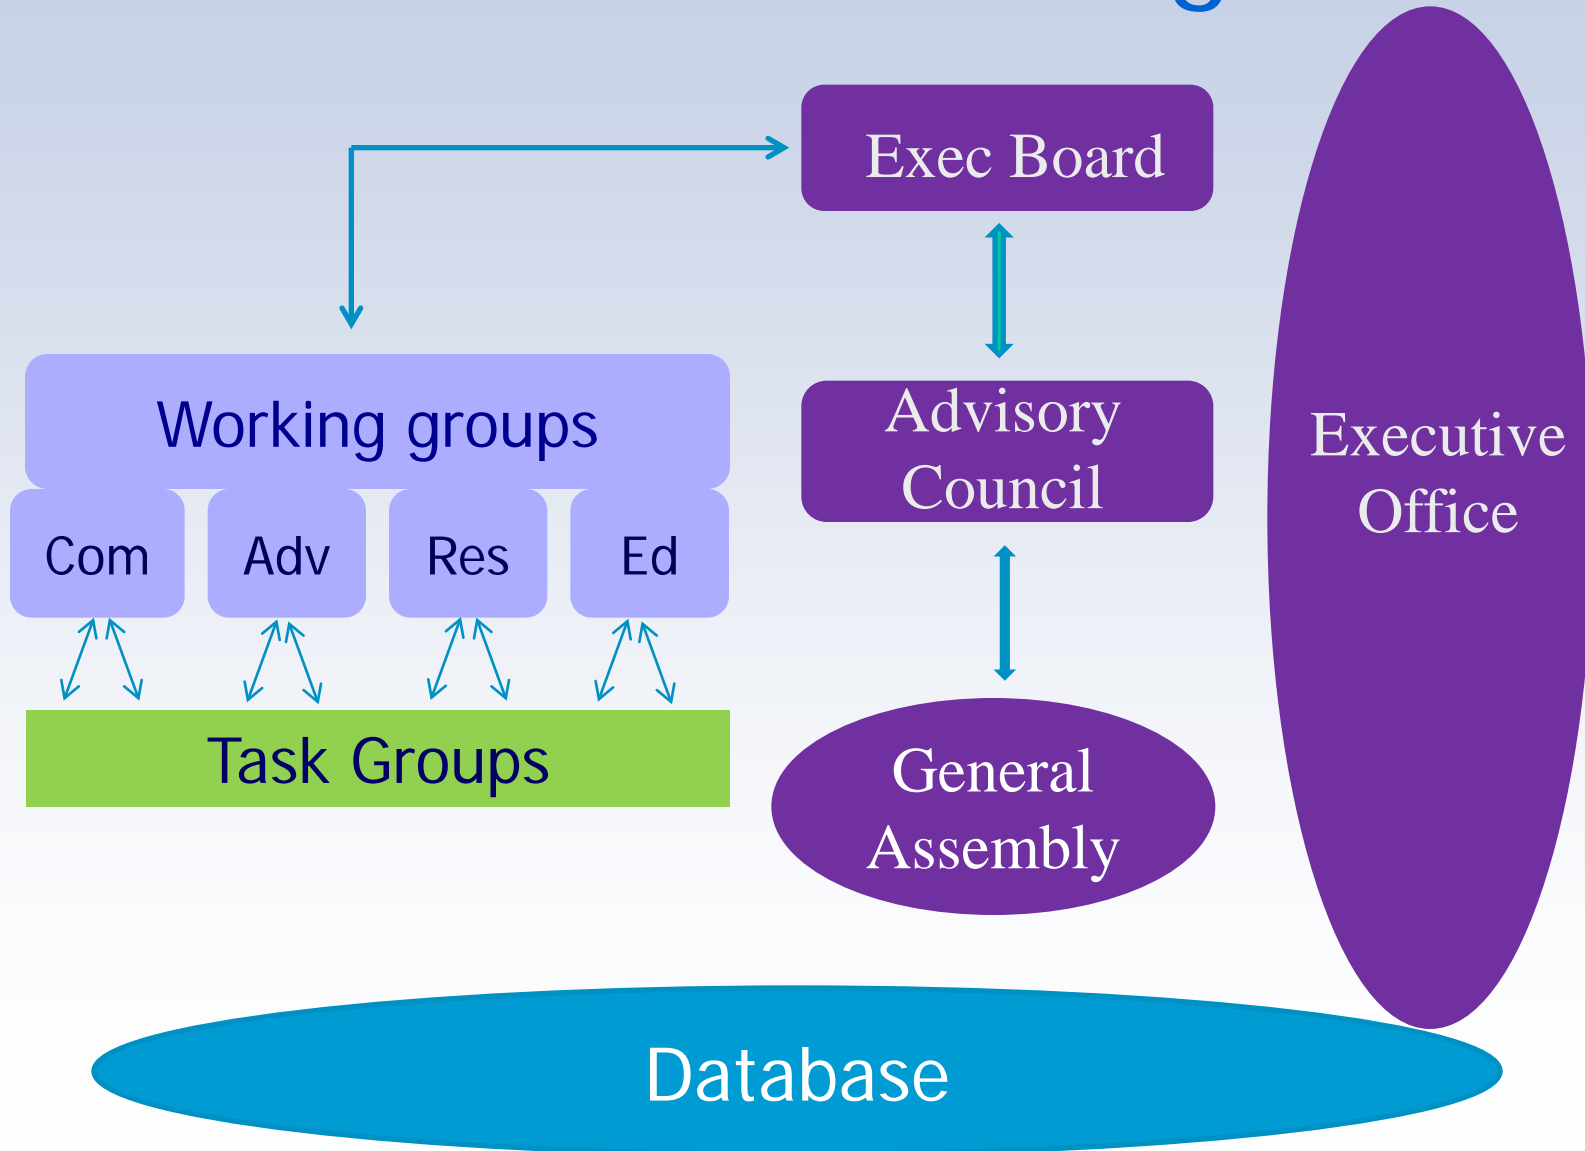 Exec Board
Working groups
Com
Adv
Res
Ed
Task Groups
Advisory
Council
General
Assembly
Executive
Office
Database